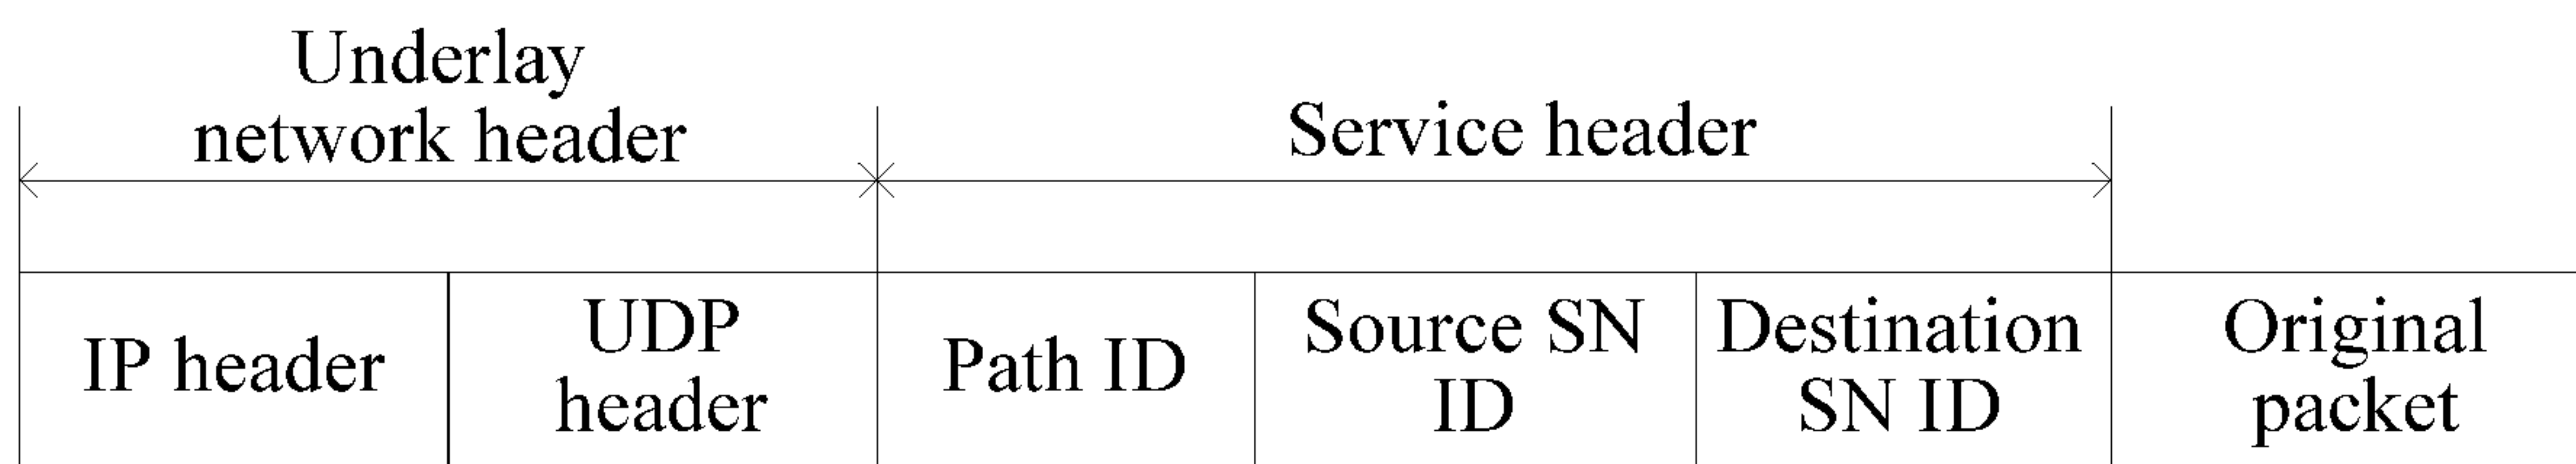 Underlay
network header
Service header
IP header
UDP
header
Path ID
Source SN
ID
Destination
SN ID
Original
packet